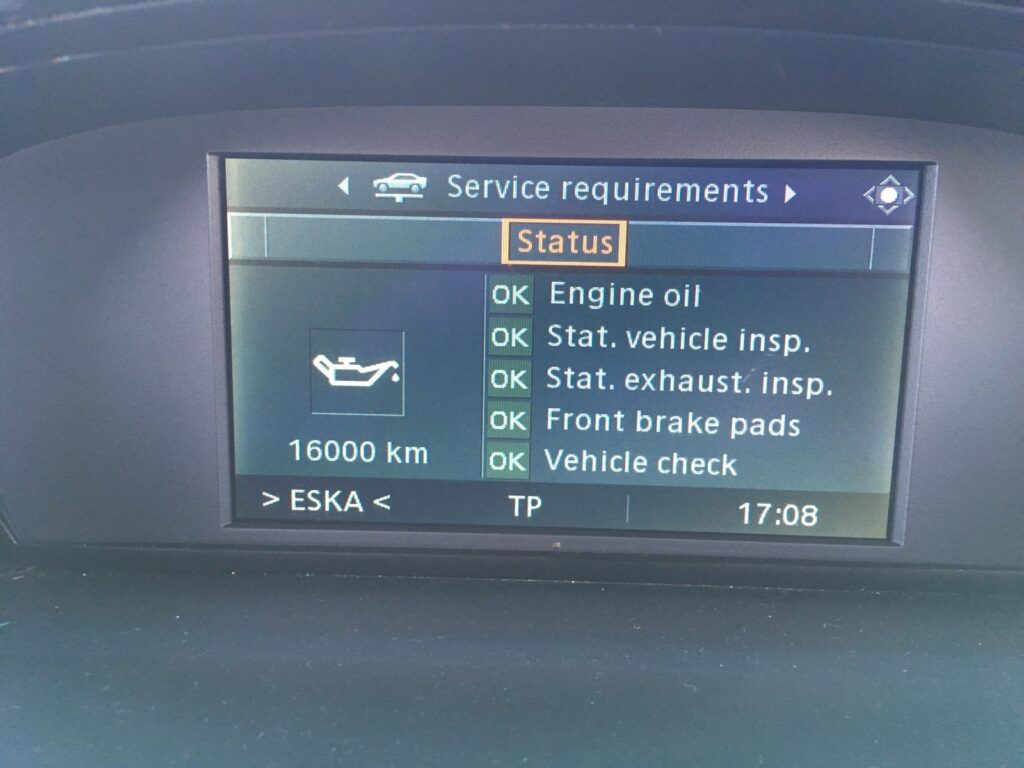 Service requirements
Status
OK Engine oil
OK Stat. vehicle insp.
OK Stat. exhaust. insp.
OK Front brake pads
16000 km
OK Vehicle check
> ESKA < TP 17:08